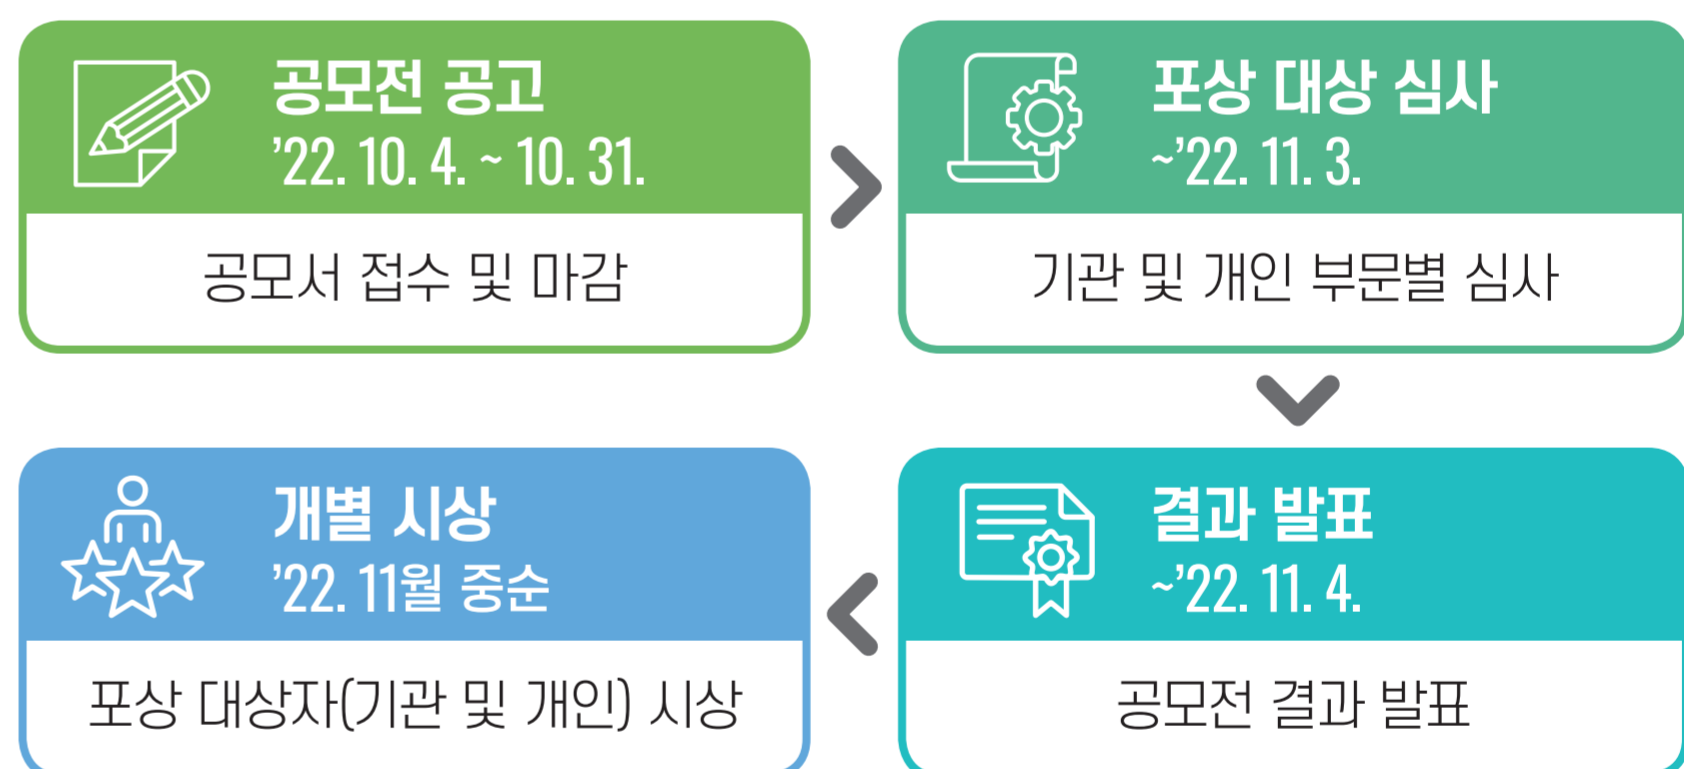 공모전 공고
’22. 10. 4. ~ 10. 31.
공모서 접수 및 마감
포상 대상 심사
~’22. 11. 3.
기관 및 개인 부문별 심사
결과 발표
~’22. 11. 4.
공모전 결과 발표
개별 시상
’22. 11월 중순
포상 대상자(기관 및 개인) 시상